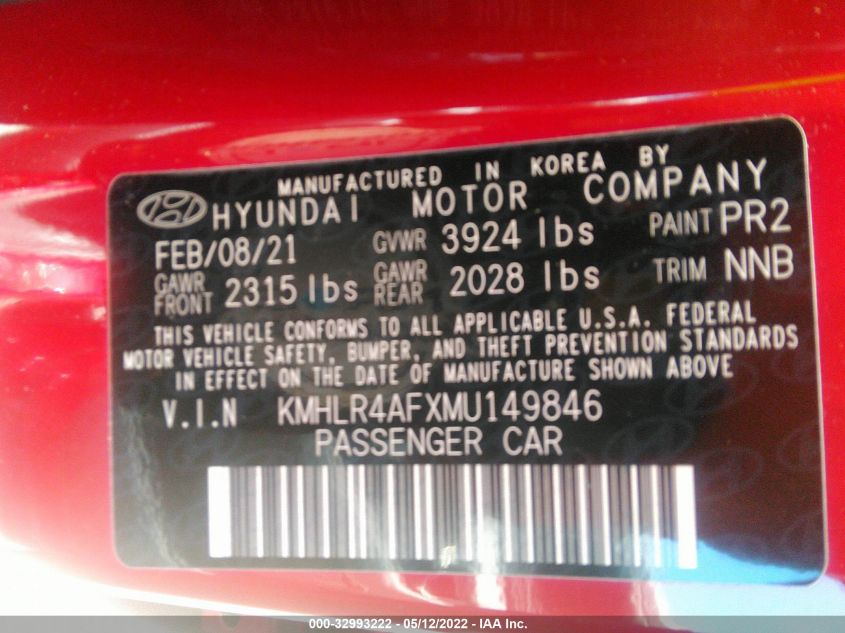 MANUFACTURED IN KOREA BY
HYUNDAI MOTOR COMPANY
FEB/08/21 GVWR 3924 lbs PAINT PR2
GAWR FRONT 2315 lbs GAWR REAR 2028 lbs TRIM NNB
THIS VEHICLE CONFORMS TO ALL APPLICABLE U.S.A. FEDERAL
MOTOR VEHICLE SAFETY, BUMPER, AND THEFT PREVENTION STANDARDS
IN EFFECT ON THE DATE OF MANUFACTURE SHOWN ABOVE
V.I.N KMHLR4AFXMU149846
PASSENGER CAR
000-32993222 - 05/12/2022 - IAA Inc.